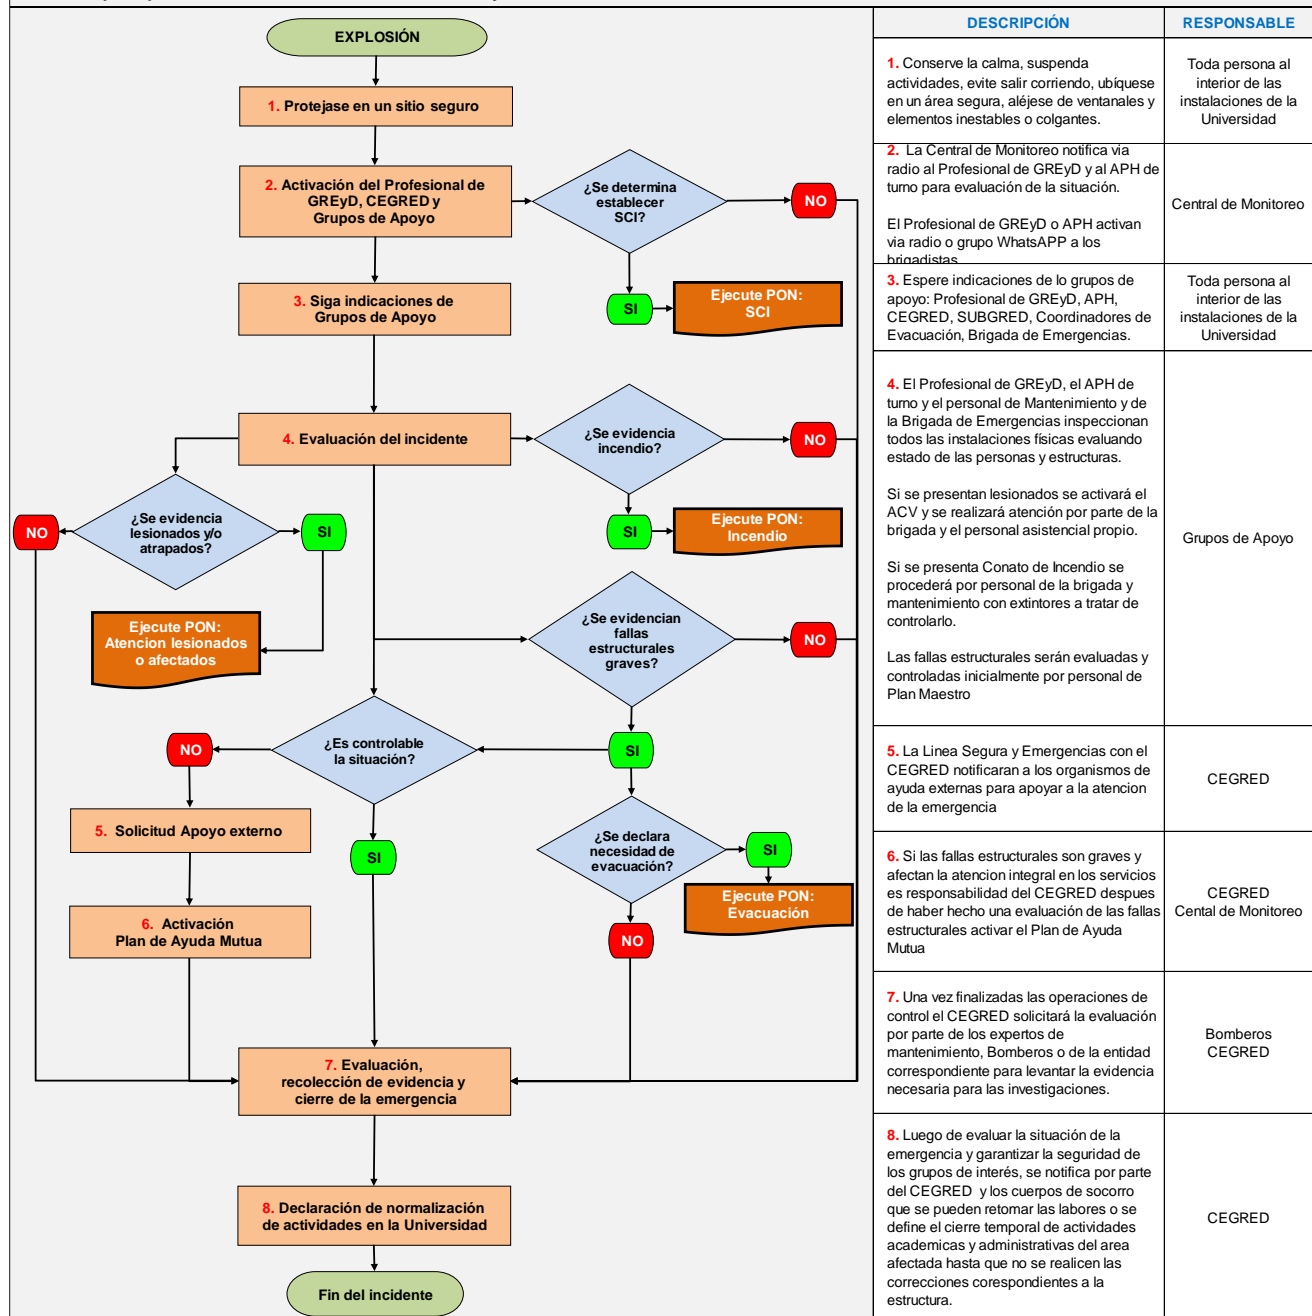 EXPLOSIÓN
1. Protejase en un sitio seguro
2. Activación del Profesional de
GREyD, CEGRED y
Grupos de Apoyo
¿Se determina
establecer
SCI?
NO
SI
Ejecute PON:
SCI
3. Siga indicaciones de
Grupos de Apoyo
4. Evaluación del incidente
¿Se evidencia
incendio?
NO
SI
Ejecute PON:
Incendio
¿Se evidencia
lesionados y/o
atrapados?
NO
SI
Ejecute PON:
Atencion lesionados
o afectados
¿Se evidencian
fallas
estructurales
graves?
NO
SI
¿Es controlable
la situación?
NO
SI
5. Solicitud Apoyo externo
6. Activación
Plan de Ayuda Mutua
¿Se declara
necesidad de
evacuación?
SI
Ejecute PON:
Evacuación
NO
7. Evaluación,
recolección de evidencia y
cierre de la emergencia
8. Declaración de normalización
de actividades en la Universidad
Fin del incidente
DESCRIPCIÓN
RESPONSABLE
1. Conserve la calma, suspenda
actividades, evite salir corriendo, ubíquese
en un área segura, aléjese de ventanales y
elementos inestables o colgantes.
Toda persona al
interior de las
instalaciones de la
Universidad
2. La Central de Monitoreo notifica via
radio al Profesional de GREyD y al APH de
turno para evaluación de la situación.
El Profesional de GREyD o APH activan
via radio o grupo WhatsAPP a los
brigadistas
Central de Monitoreo
3. Espere indicaciones de lo grupos de
apoyo: Profesional de GREyD, APH,
CEGRED, SUBGRED, Coordinadores de
Evacuación, Brigada de Emergencias.
Toda persona al
interior de las
instalaciones de la
Universidad
4. El Profesional de GREyD, el APH de
turno y el personal de Mantenimiento y de
la Brigada de Emergencias inspeccionan
todos las instalaciones físicas evaluando
estado de las personas y estructuras.
Si se presentan lesionados se activará el
ACV y se realizará atención por parte de la
brigada y el personal asistencial propio.
Si se presenta Conato de Incendio se
procederá por personal de la brigada y
mantenimiento con extintores a tratar de
controlarlo.
Las fallas estructurales serán evaluadas y
controladas inicialmente por personal de
Plan Maestro
Grupos de Apoyo
5. La Linea Segura y Emergencias con el
CEGRED notificaran a los organismos de
ayuda externas para apoyar a la atencion
de la emergencia
CEGRED
6. Si las fallas estructurales son graves y
afectan la atencion integral en los servicios
es responsabilidad del CEGRED despues
de haber hecho una evaluación de las fallas
estructurales activar el Plan de Ayuda
Mutua
CEGRED
Cental de Monitoreo
7. Una vez finalizadas las operaciones de
control el CEGRED solicitará la evaluación
por parte de los expertos de
mantenimiento, Bomberos o de la entidad
correspondiente para levantar la evidencia
necesaria para las investigaciones.
Bomberos
CEGRED
8. Luego de evaluar la situación de la
emergencia y garantizar la seguridad de
los grupos de interés, se notifica por parte
del CEGRED y los cuerpos de socorro
que se pueden retomar las labores o se
define el cierre temporal de actividades
academicas y administrativas del area
afectada hasta que no se realicen las
correcciones corespondientes a la
estructura.
CEGRED